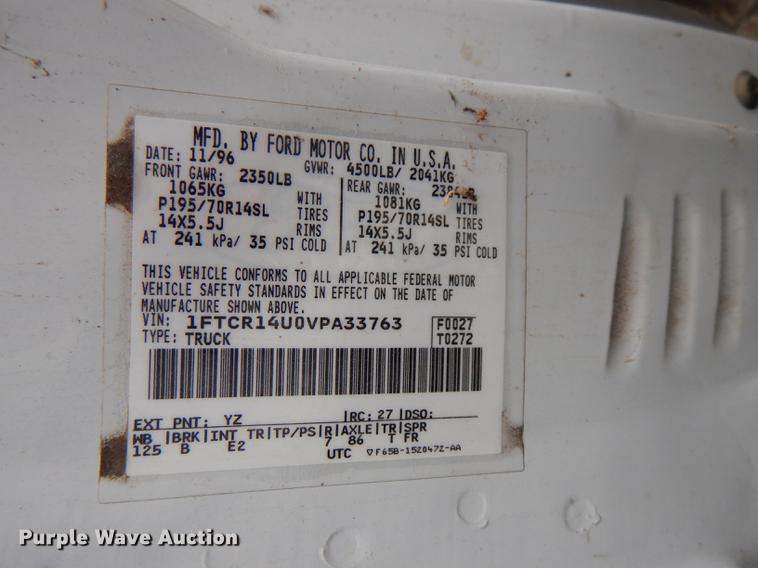 MFD. BY FORD MOTOR CO. IN U.S.A.
DATE: 11/96 GVWR: 4500LB/ 2041KG
FRONT GAWR: 2350LB REAR GAWR: 2384LB
1065KG WITH 1081KG WITH
P195/70R14SL TIRES P195/70R14SL TIRES
14X5.5J RIMS 14X5.5J RIMS
AT 241 kPa/ 35 PSI COLD AT 241 kPa/ 35 PSI COLD
THIS VEHICLE CONFORMS TO ALL APPLICABLE FEDERAL MOTOR
VEHICLE SAFETY STANDARDS IN EFFECT ON THE DATE OF
MANUFACTURE SHOWN ABOVE.
VIN: 1FTCR14U0VPA33763 F0027
TYPE: TRUCK T0272
EXT PNT: YZ RC: 27 DSO:
WB BRK INT TR TP/PS R AXLE TR SPR
125 B E2 7 86 T FR
UTC F65B-1520472-AA
Purple Wave Auction